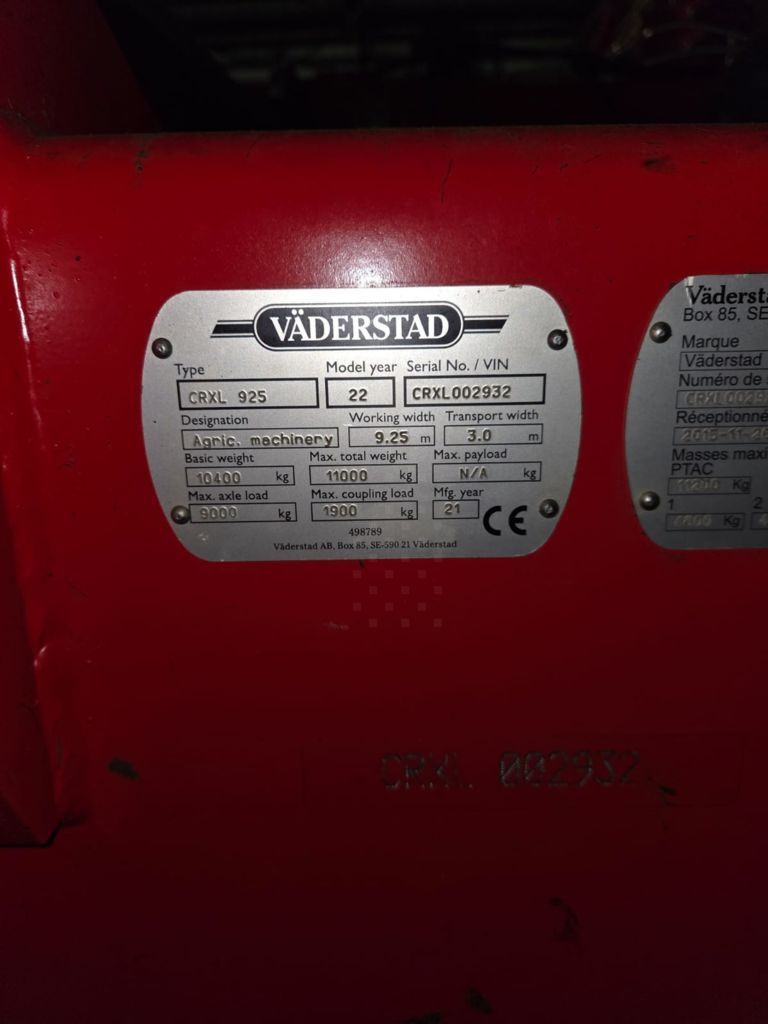 VÄDERSTAD
Type Model year Serial No. / VIN
CRXL 925 22 CRXL002932
Designation Working width Transport width
Agric. machinery 9.25 m 3.0 m
Basic weight Max. total weight Max. payload
10400 kg 11000 kg N/A kg
Max. axle load Max. coupling load Mfg. year
9000 kg 1900 kg 21 CE
498789
Väderstad AB, Box 85, SE-590 21 Väderstad
Box 85, SE
Marque
Väderstad
Numéro de
Réceptionné
2015-11-
Masses
PTAC
11200 Kg
1 2
Kg
CRXL 002932